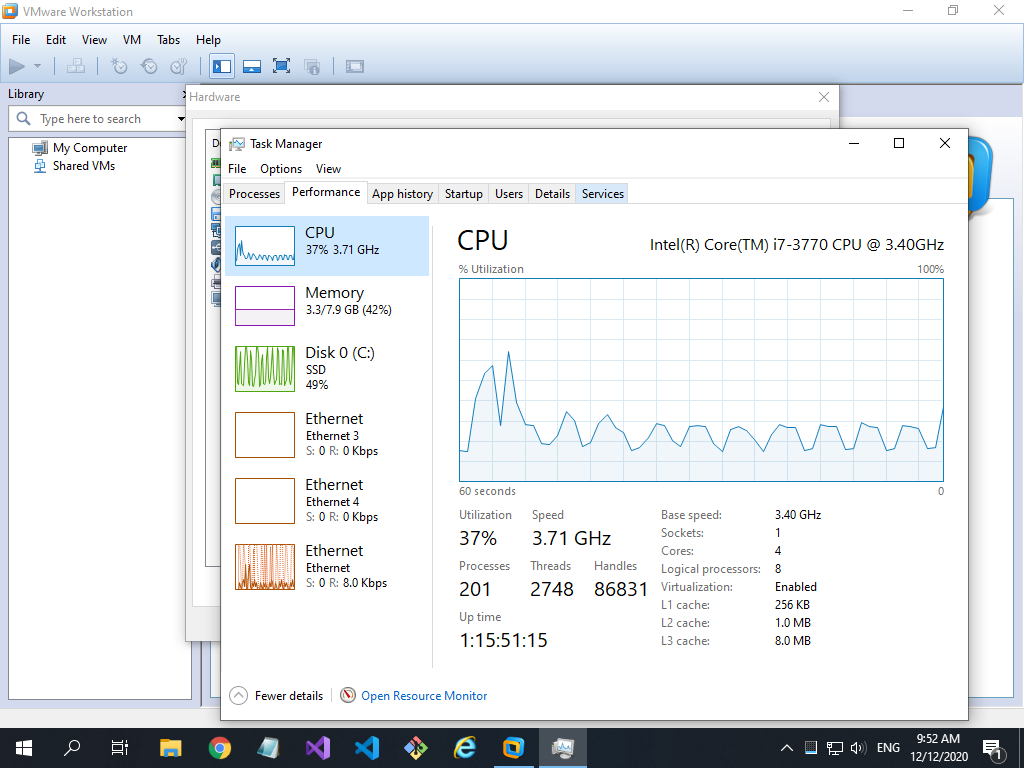 VMware Workstation
File Edit View VM Tabs Help
Library
Type here to search
My Computer
Shared VMs
Hardware
Task Manager
File Options View
Processes Performance App history Startup Users Details Services
CPU
37% 3.71 GHz
Memory
3.3/7.9 GB (42%)
Disk 0 (C:)
SSD
49%
Ethernet
Ethernet 3
S: 0 R: 0 Kbps
Ethernet
Ethernet 4
S: 0 R: 0 Kbps
Ethernet
Ethernet
S: 0 R: 8.0 Kbps
CPU Intel(R) Core(TM) i7-3770 CPU @ 3.40GHz
% Utilization 100%
60 seconds 0
Utilization Speed
37% 3.71 GHz
Processes Threads Handles
201 2748 86831
Up time
1:15:51:15
Base speed: 3.40 GHz
Sockets: 1
Cores: 4
Logical processors: 8
Virtualization: Enabled
L1 cache: 256 KB
L2 cache: 1.0 MB
L3 cache: 8.0 MB
Fewer details Open Resource Monitor
ENG
9:52 AM
12/12/2020
1